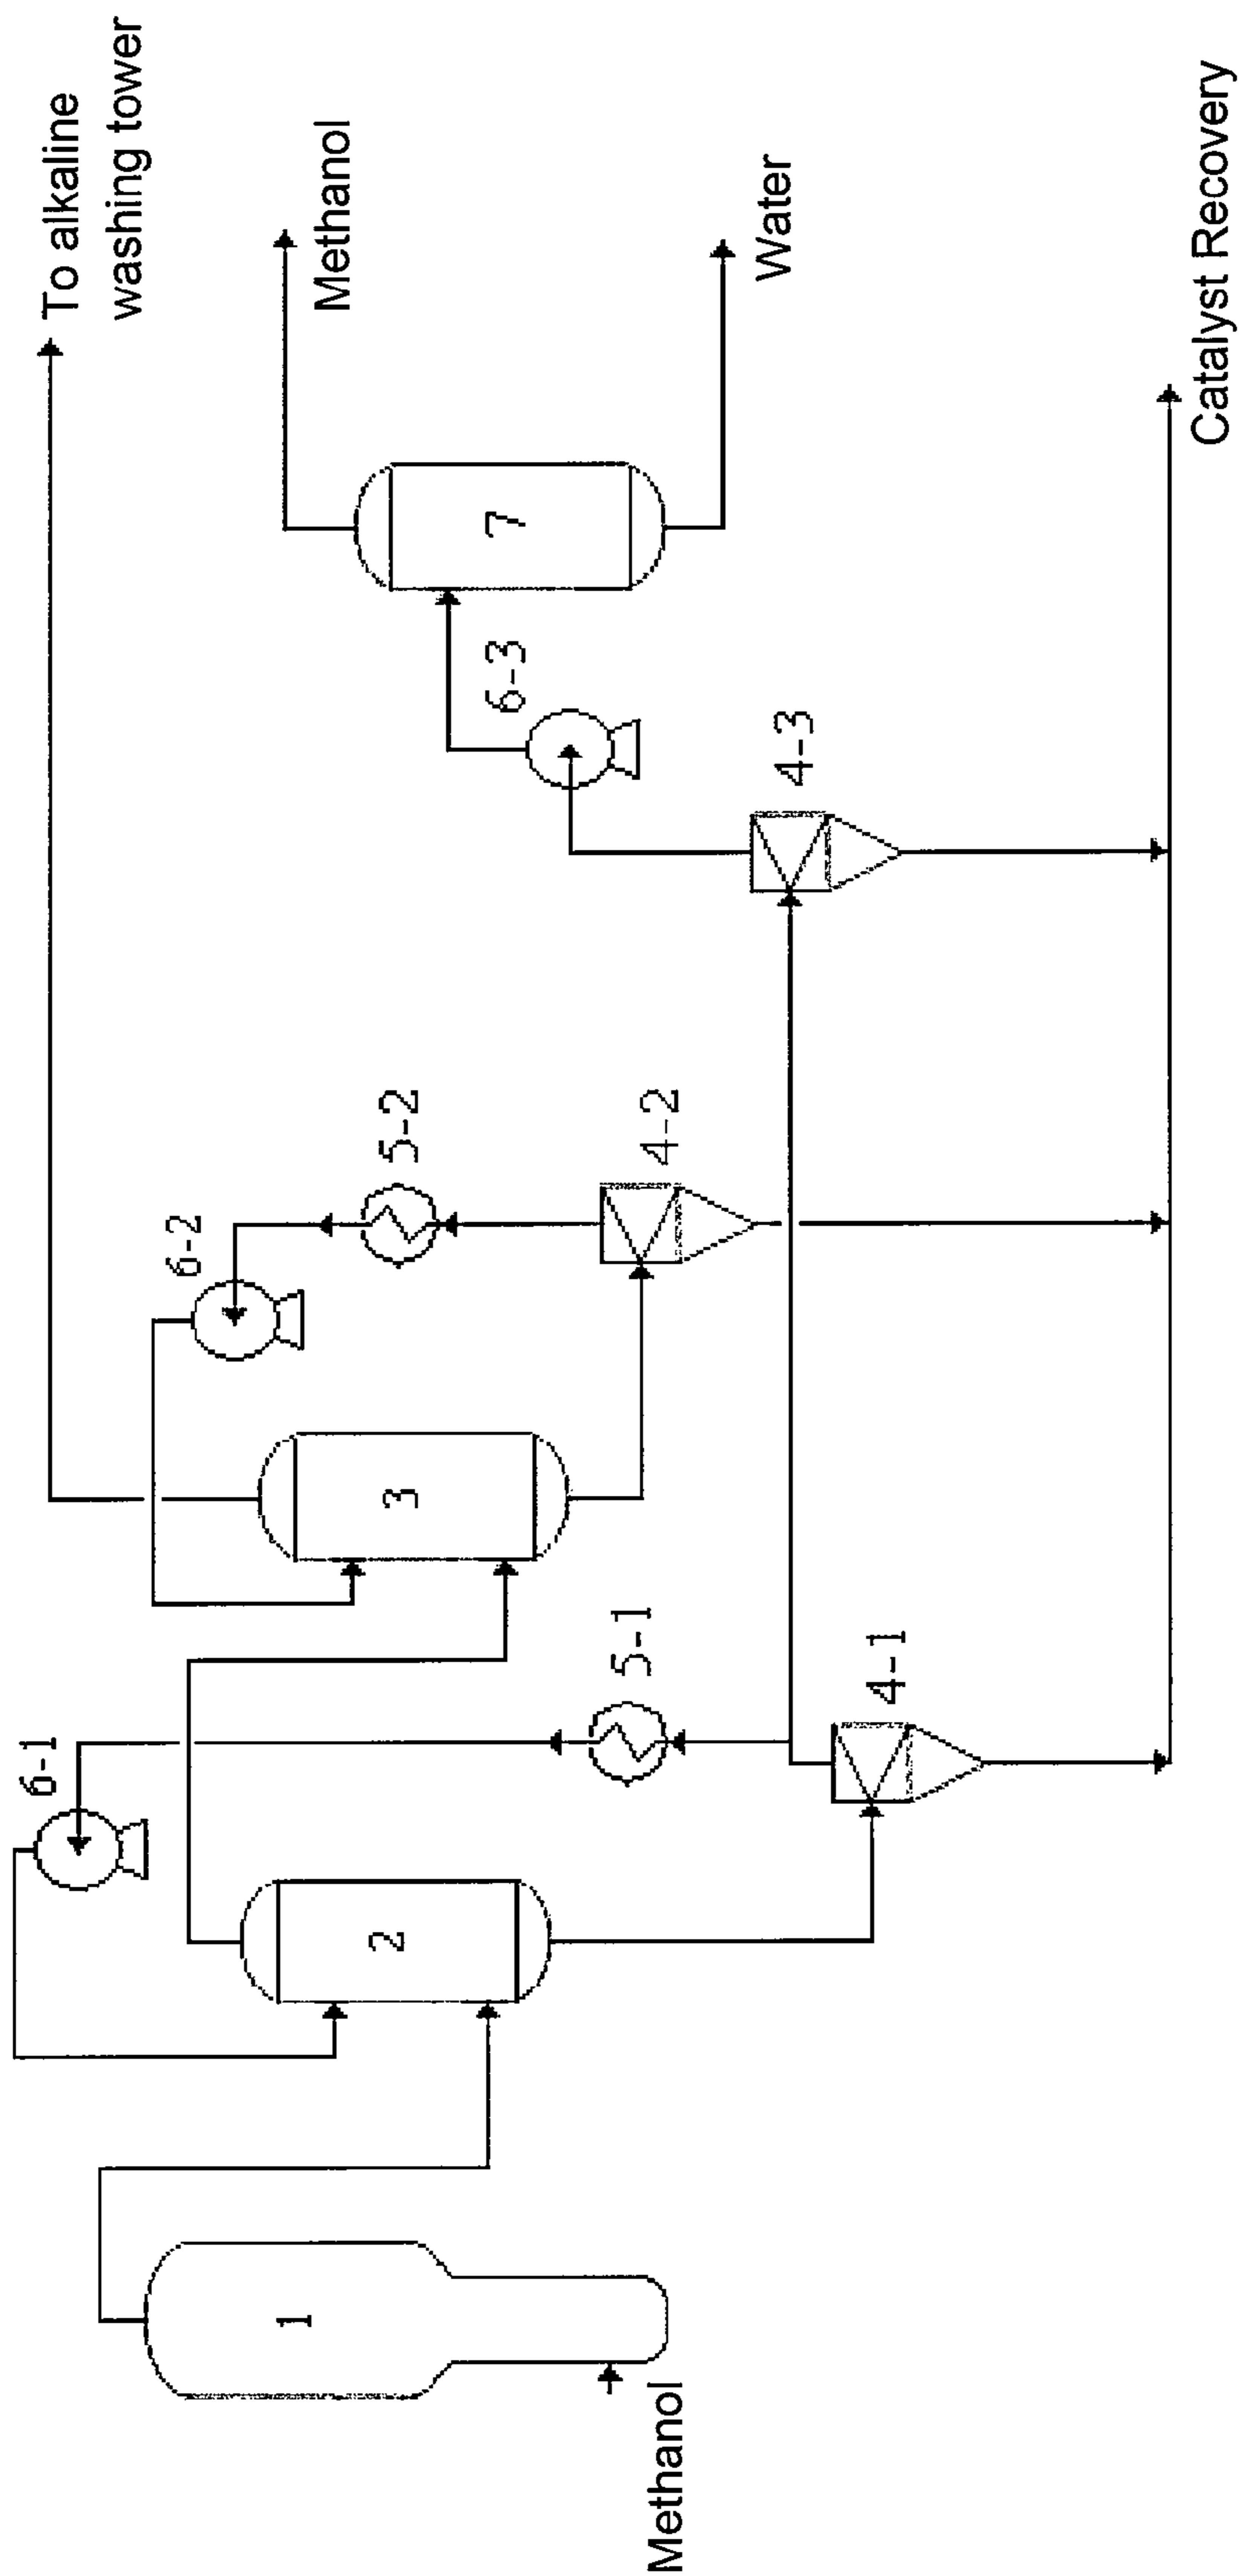 To alkaline
washing tower
Methanol
Water
Catalyst Recovery
6-1
6-2
5-2
5-1
6-3
4-1
4-2
4-3
1
2
3
7
Methanol